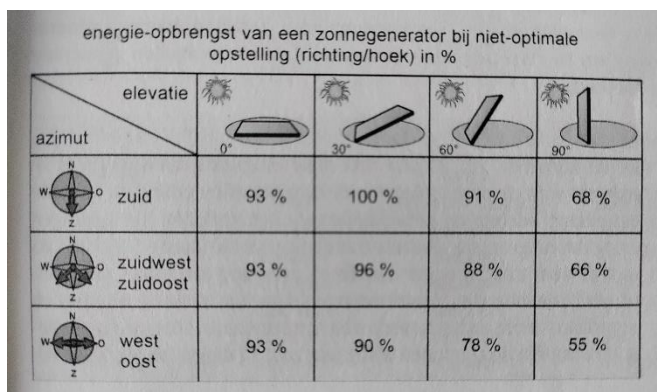 energie-opbrengst van een zonnegenerator bij niet-optimale
opstelling (richting/hoek) in %
elevatie
azimut
0° 30° 60° 90°
N
W O zuid 93 % 100 % 91 % 68 %
Z
N
W O zuidwest 93 % 96 % 88 % 66 %
zuidoost
Z
N
W O west 93 % 90 % 78 % 55 %
oost
Z